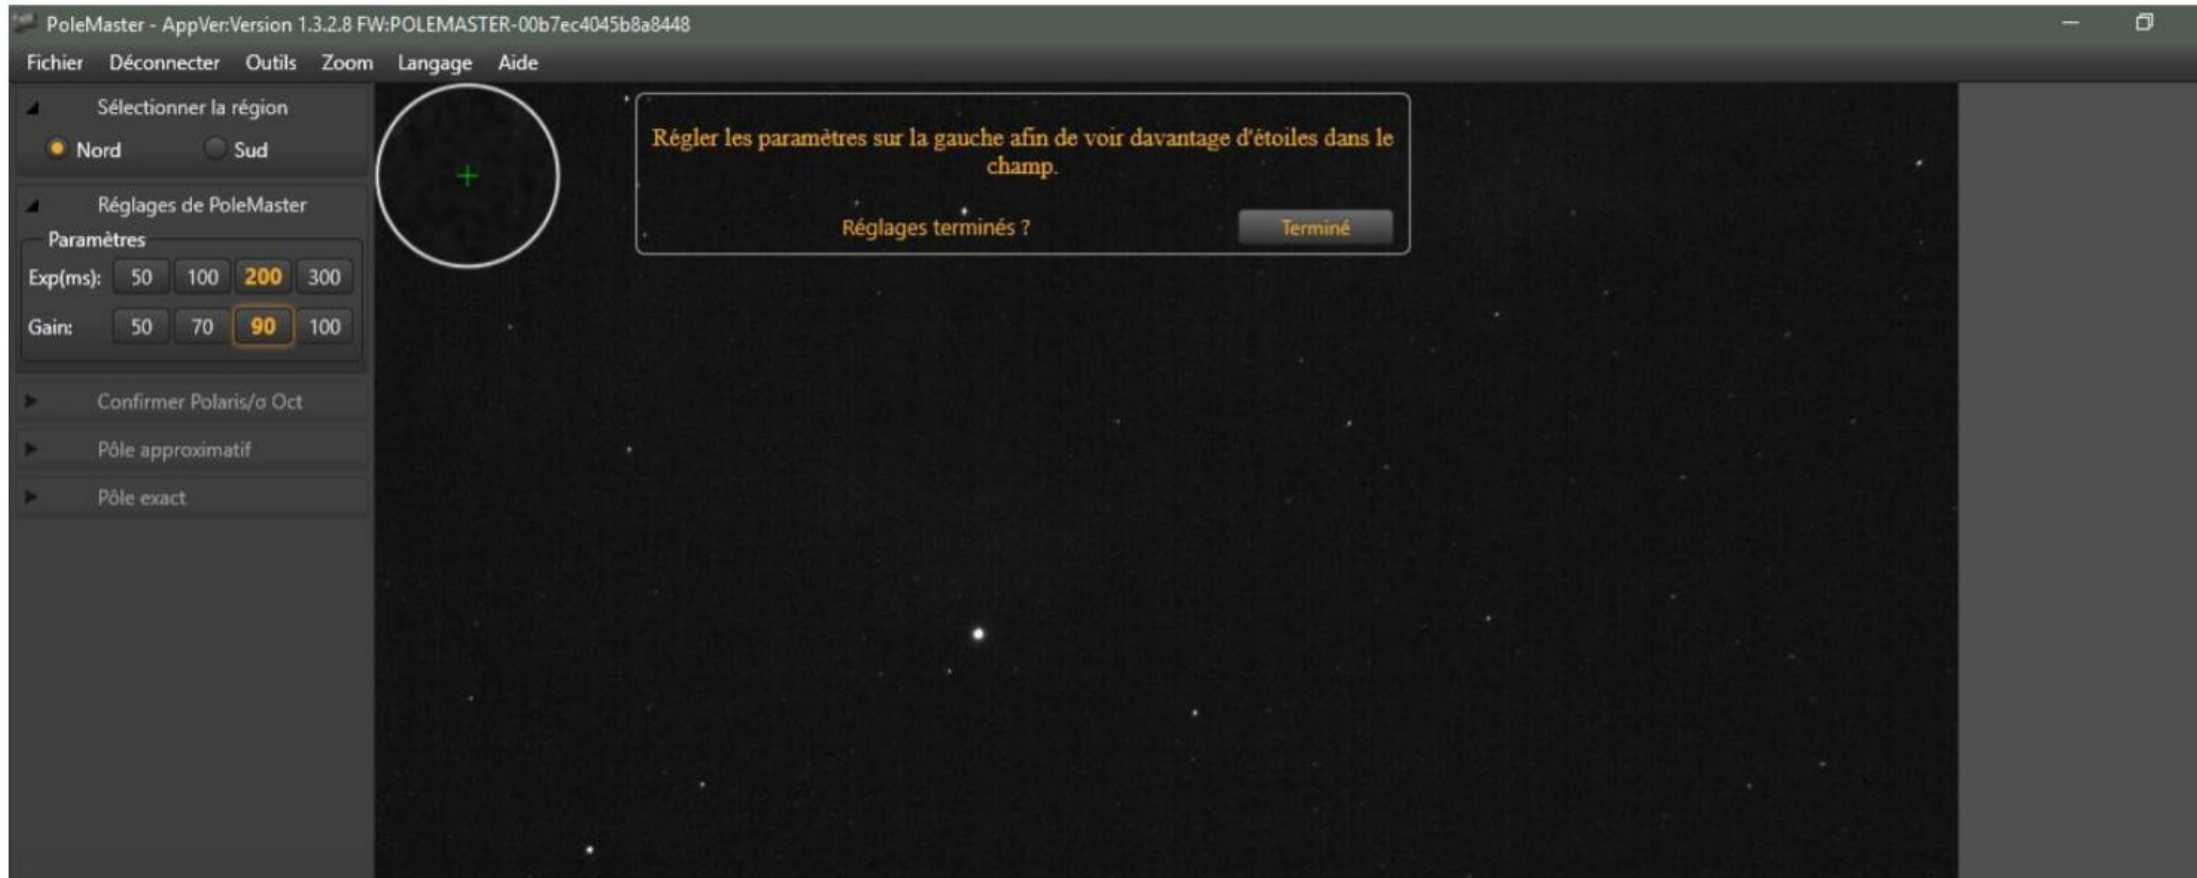 PoleMaster - AppVer:Version 1.3.2.8 FW:POLEMASTER-00b7ec4045b8a8448
Fichier Déconnecter Outils Zoom Langage Aide
Sélectionner la région
Nord Sud
Réglages de PoleMaster
Paramètres
Exp(ms): 50 100 200 300
Gain: 50 70 90 100
Confirmer Polaris/σ Oct
Pôle approximatif
Pôle exact
Régler les paramètres sur la gauche afin de voir davantage d'étoiles dans le
champ.
Réglages terminés ? Terminé